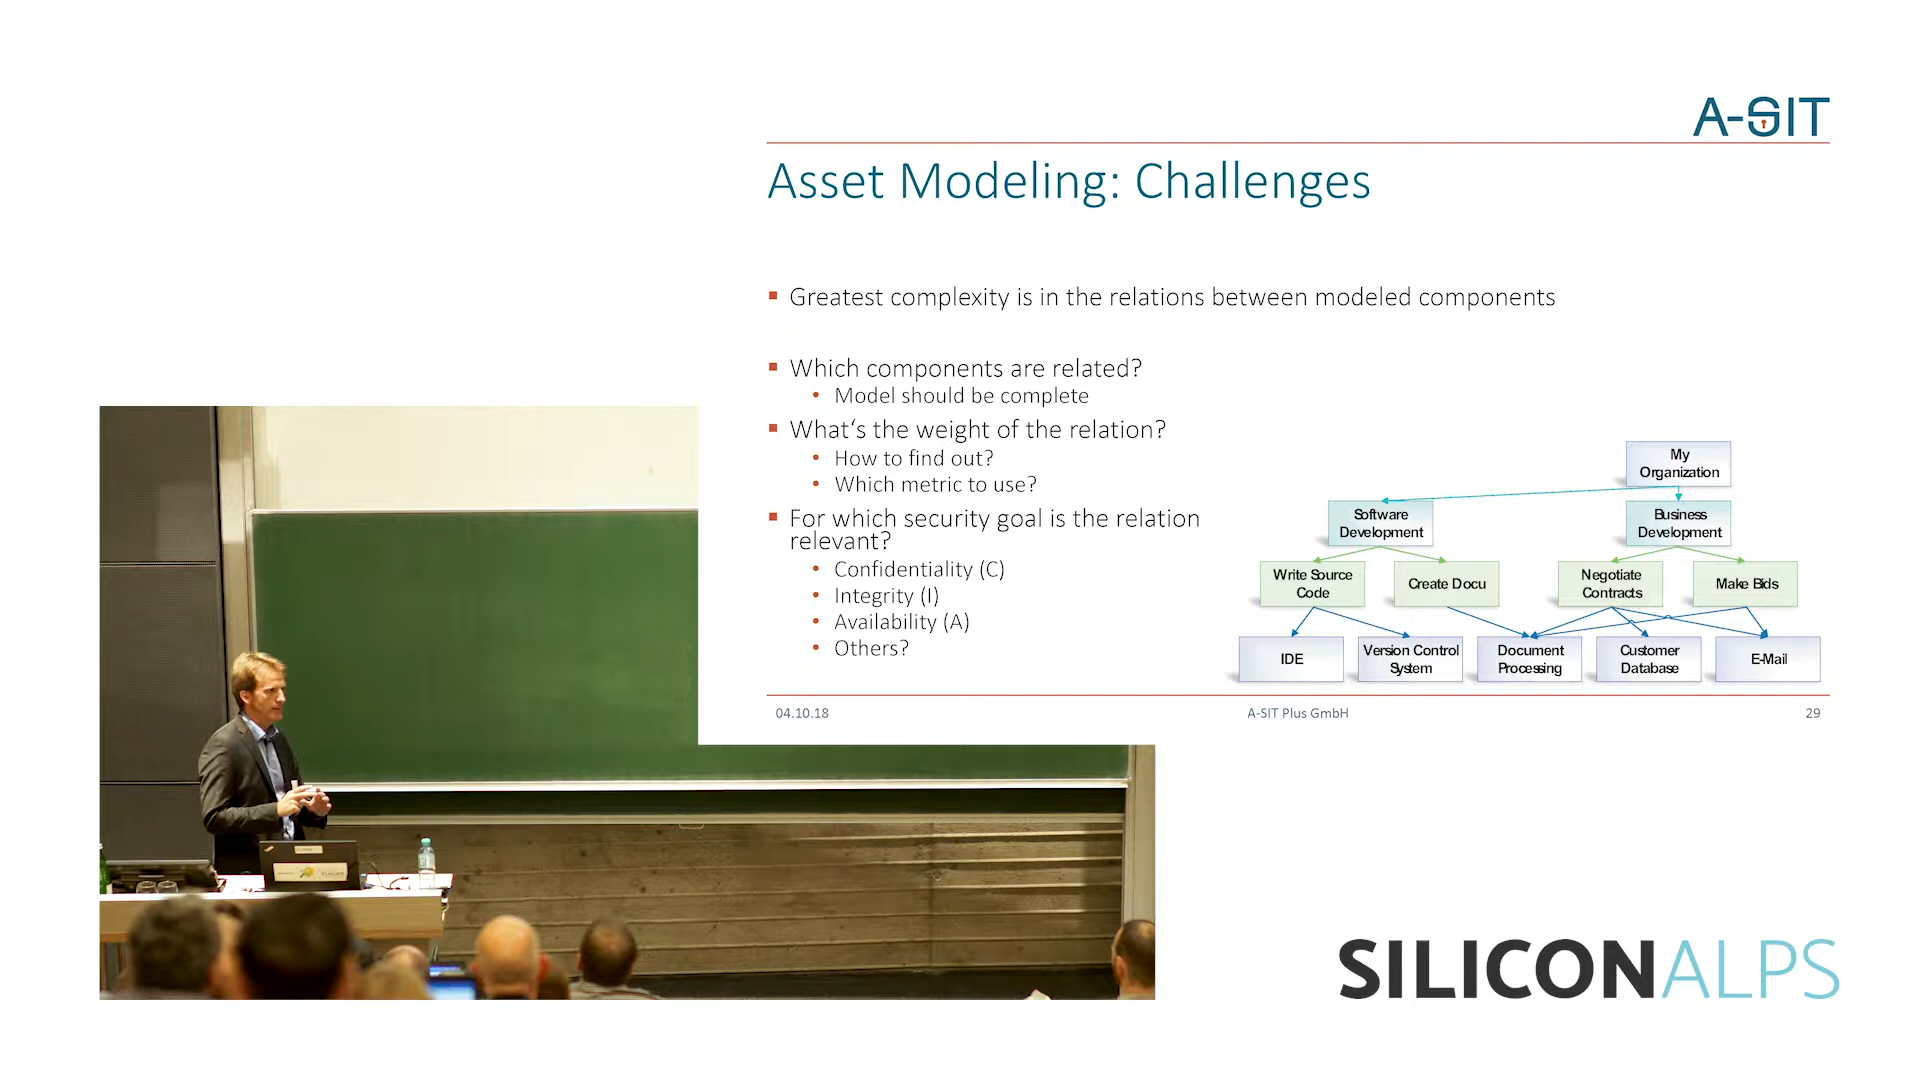 A-SIT
Asset Modeling: Challenges
Greatest complexity is in the relations between modeled components
Which components are related?
Model should be complete
What‘s the weight of the relation?
How to find out?
Which metric to use?
For which security goal is the relation
relevant?
Confidentiality (C)
Integrity (I)
Availability (A)
Others?
My
Organization
Software
Development
Business
Development
Write Source
Code
Create Docu
Negotiate
Contracts
Make Bids
IDE
Version Control
System
Document
Processing
Customer
Database
E-Mail
04.10.18
A-SIT Plus GmbH
29
SILICONALPS